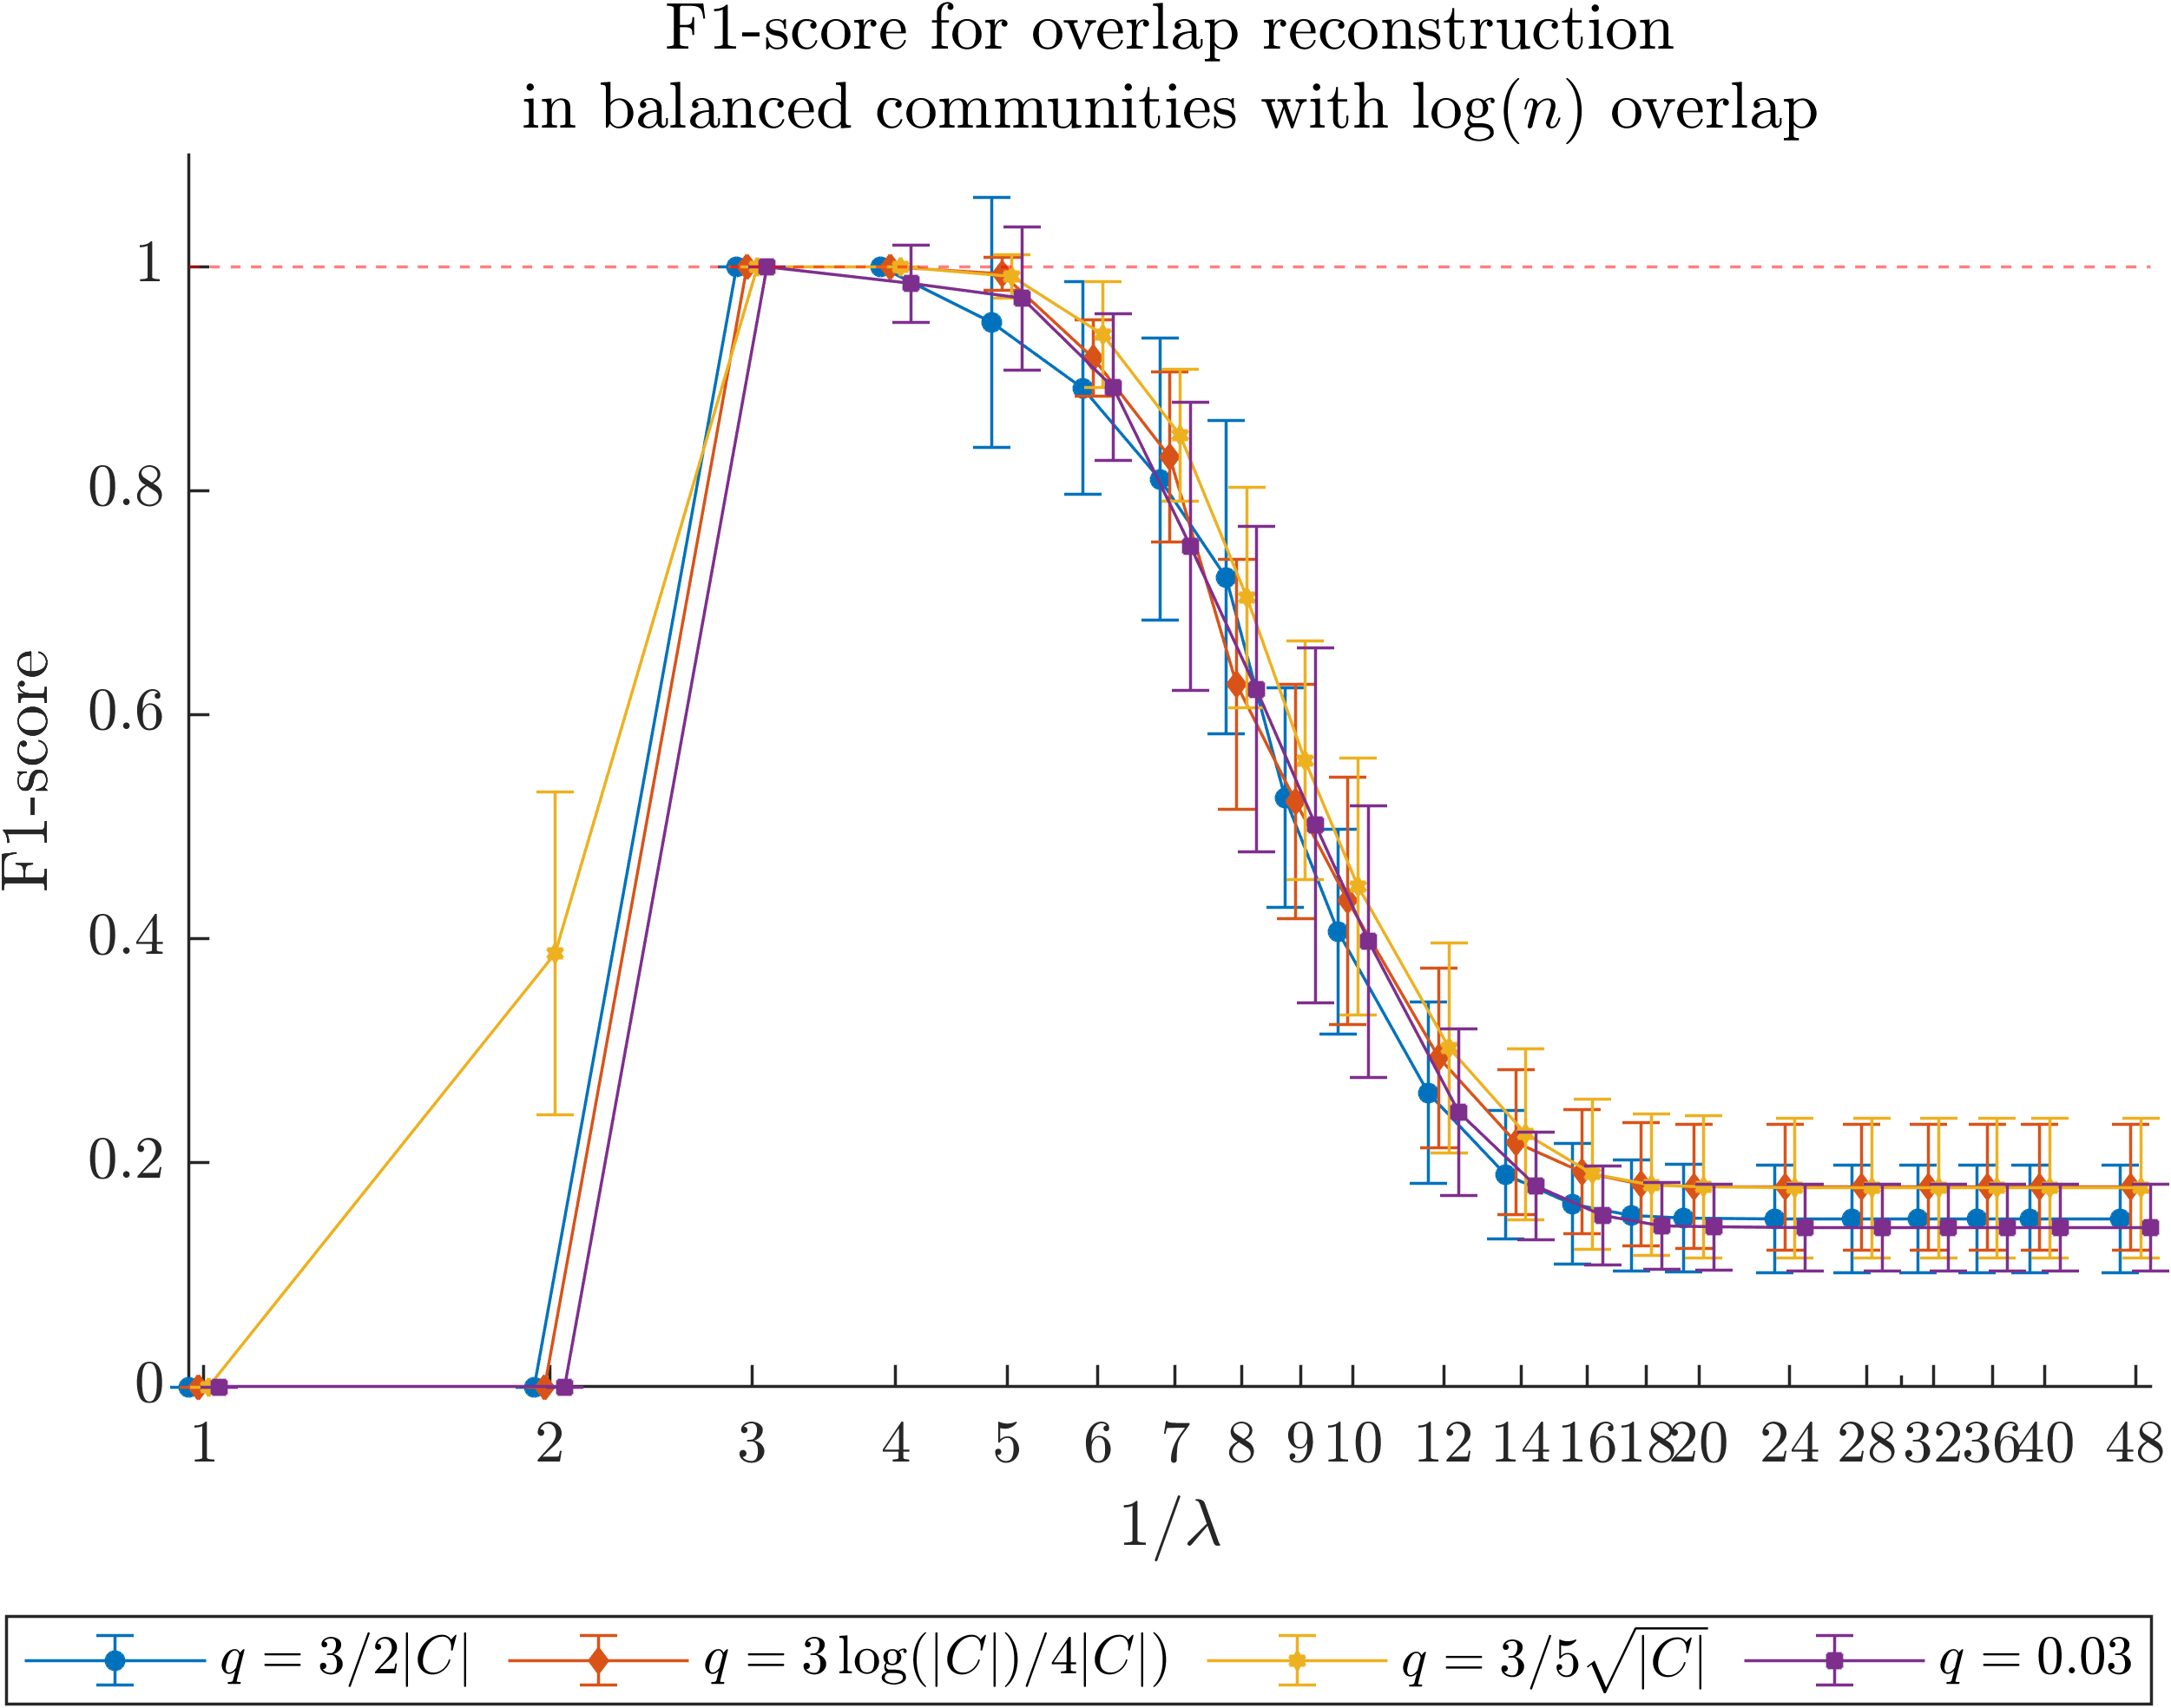 F1-score for overlap reconstruction
in balanced communities with log(n) overlap
F1-score
1
0.8
0.6
0.4
0.2
0
1 2 3 4 5 6 7 8 9 10 12 14 16 18 20 24 28 32 36 40 48
1/λ
q = 3/2|C| q = 3 log(|C|)/4|C|) q = 3/5√|C| q = 0.03